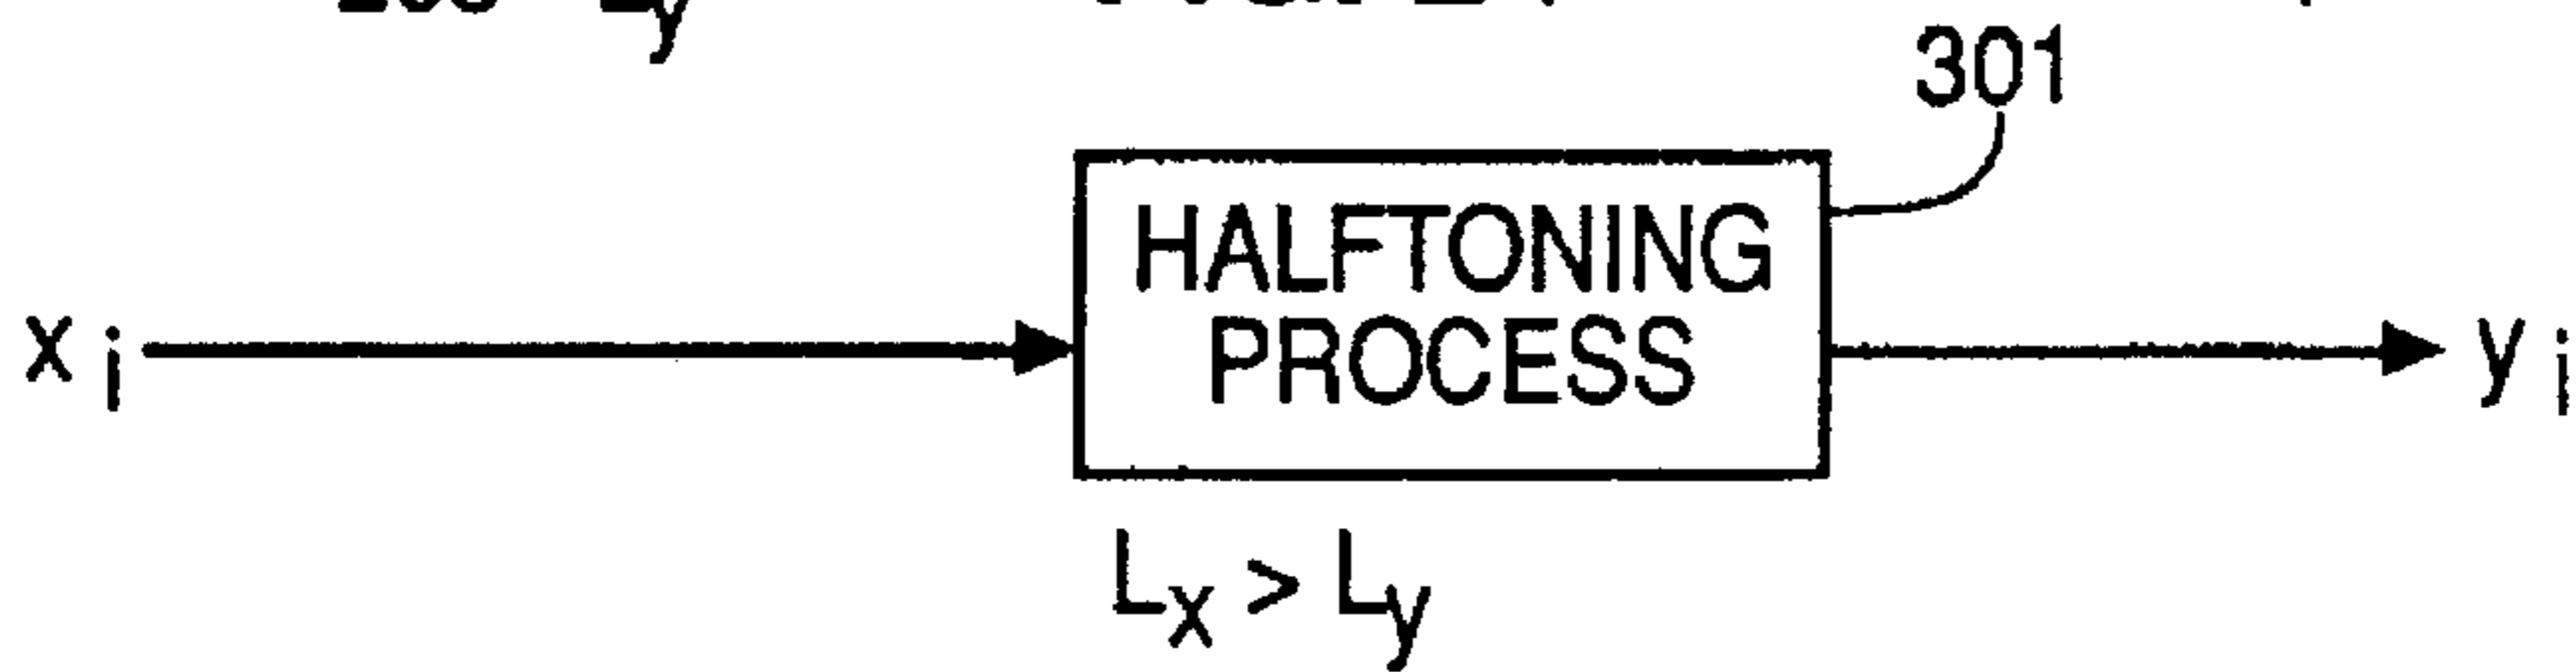 301
HALFTONING
PROCESS
x i
y i
Lx > Ly